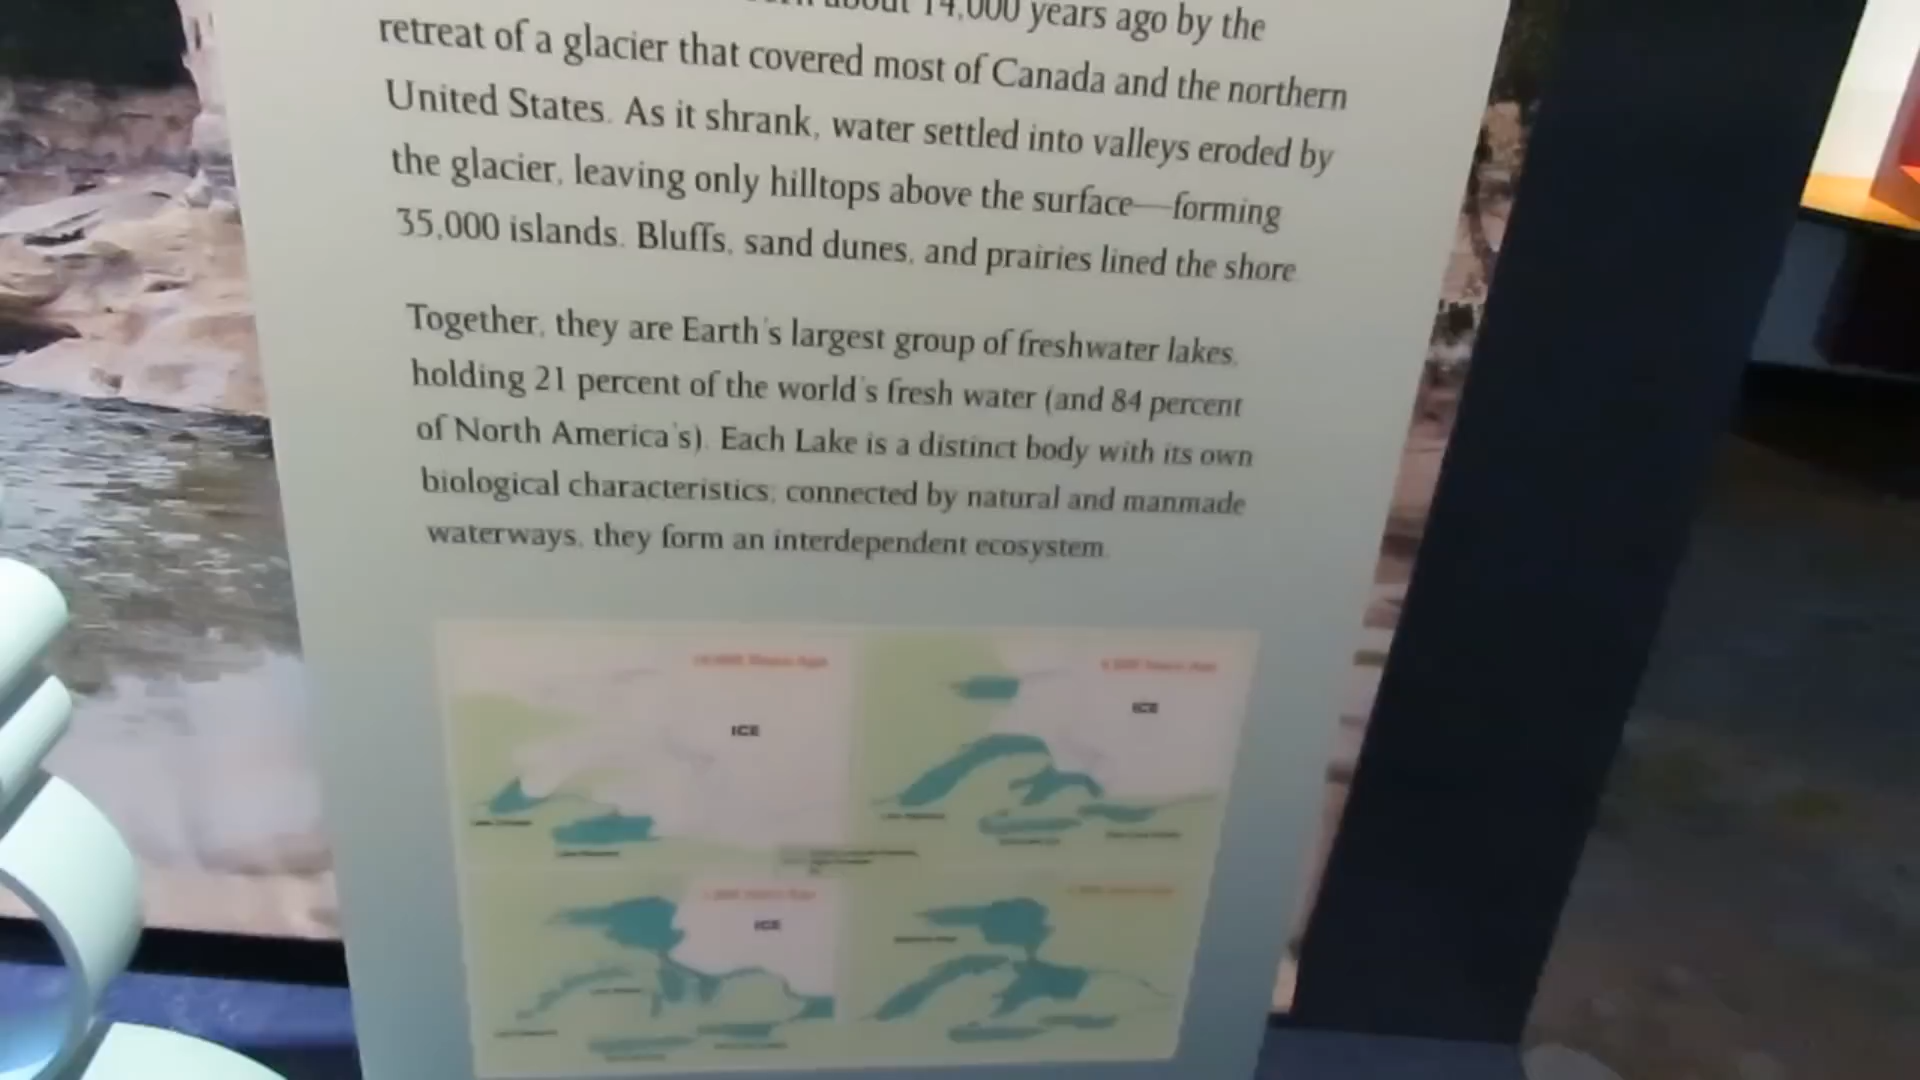 about 14,000 years ago by the
retreat of a glacier that covered most of Canada and the northern
United States. As it shrank, water settled into valleys eroded by
the glacier, leaving only hilltops above the surface—forming
35,000 islands. Bluffs, sand dunes, and prairies lined the shore.
Together, they are Earth's largest group of freshwater lakes,
holding 21 percent of the world's fresh water (and 84 percent
of North America's). Each Lake is a distinct body with its own
biological characteristics; connected by natural and manmade
waterways, they form an interdependent ecosystem.
ICE
ICE
ICE